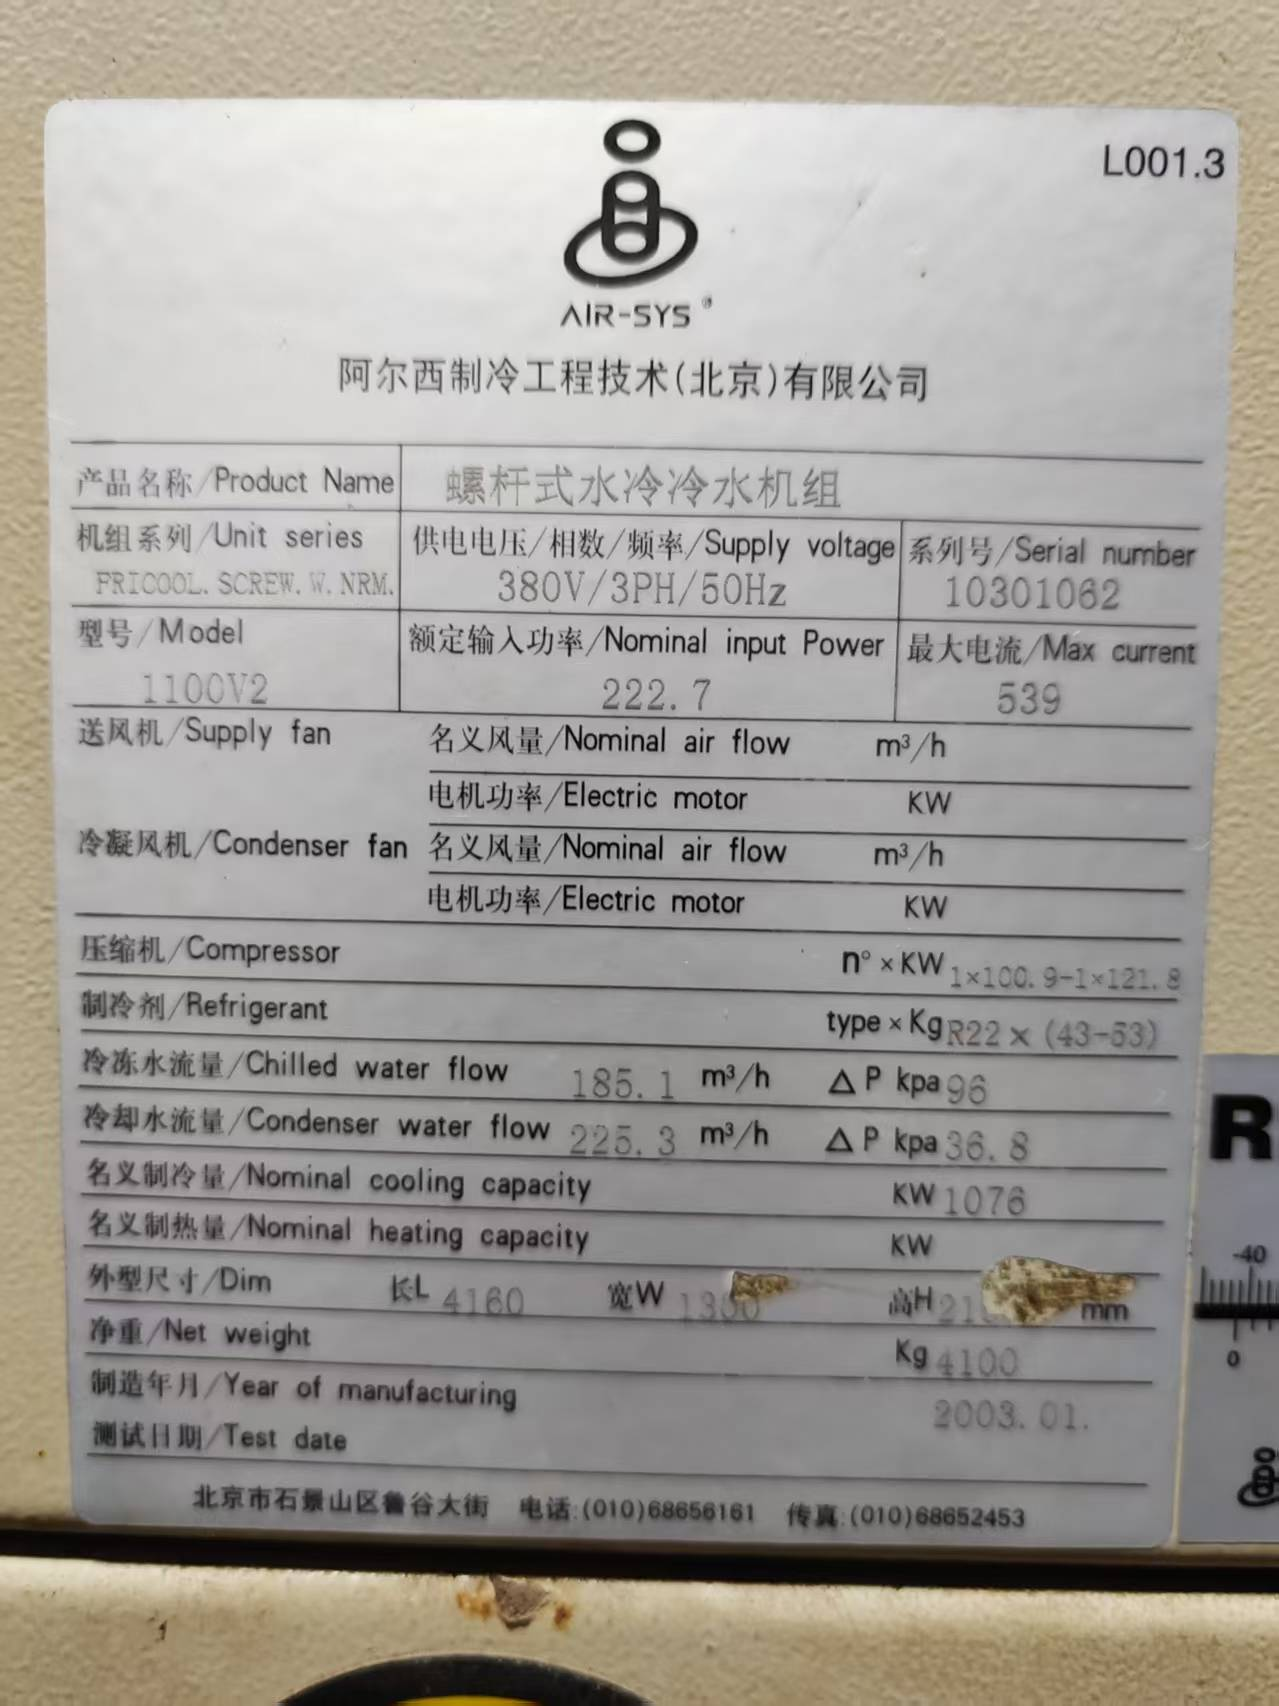 L001.3
AIR-SYS®
阿尔西制冷工程技术(北京)有限公司
产品名称/Product Name 螺杆式水冷冷水机组
机组系列/Unit series 供电电压/相数/频率/Supply voltage 系列号/Serial number
FRICOOL.SCREW.W.NRM. 380V/3PH/50Hz 10301062
型号/Model 额定输入功率/Nominal input Power 最大电流/Max current
1100V2 222.7 539
送风机/Supply fan 名义风量/Nominal air flow m³/h
电机功率/Electric motor KW
冷凝风机/Condenser fan 名义风量/Nominal air flow m³/h
电机功率/Electric motor KW
压缩机/Compressor n°×KW 1×100.9-1×121.8
制冷剂/Refrigerant type×Kg R22×(43-53)
冷冻水流量/Chilled water flow 185.1 m³/h △P kpa 96
冷却水流量/Condenser water flow 225.3 m³/h △P kpa 36.8
名义制冷量/Nominal cooling capacity KW 1076
名义制热量/Nominal heating capacity KW
外型尺寸/Dim 长L 4160 宽W 高H mm
净重/Net weight Kg 4100
制造年月/Year of manufacturing 2003.01.
测试日期/Test date
北京市石景山区鲁谷大街 电话:(010)68656161 传真:(010)68652453
R
-40
0